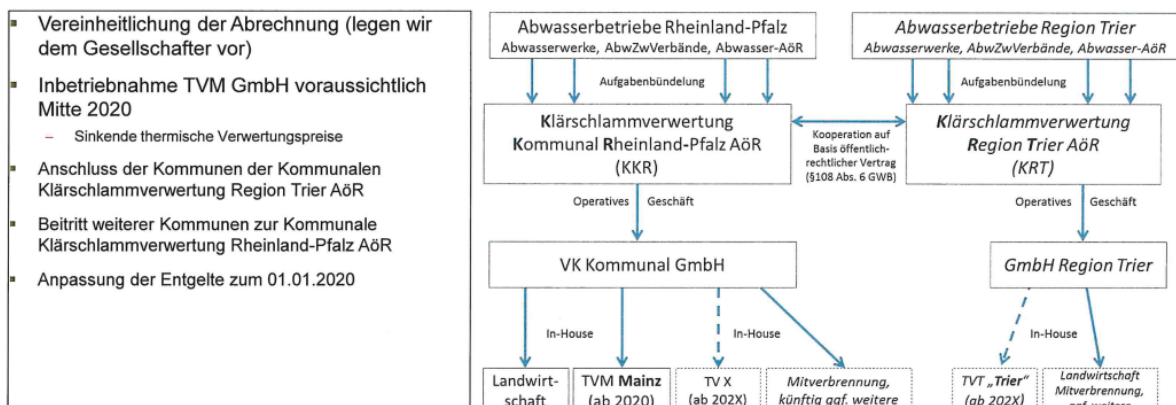 Vereinheitlichung der Abrechnung (legen wir
dem Gesellschafter vor)
Inbetriebnahme TVM GmbH voraussichtlich
Mitte 2020
– Sinkende thermische Verwertungspreise
Anschluss der Kommunen der Kommunalen
Klärschlammverwertung Region Trier AöR
Beitritt weiterer Kommunen zur Kommunale
Klärschlammverwertung Rheinland-Pfalz AöR
Anpassung der Entgelte zum 01.01.2020
Abwasserbetriebe Rheinland-Pfalz
Abwasserwerke, AbwZwVerbände, Abwasser-AöR
Aufgabenbündelung
Klärschlammverwertung
Kommunal Rheinland-Pfalz AöR
(KKR)
Operatives Geschäft
VK Kommunal GmbH
In-House
In-House
Landwirt-
schaft
TVM Mainz
(ab 2020)
TV X
(ab 202X)
Mitverbrennung,
künftig ggf. weitere
Kooperation auf
Basis öffentlich-
rechtlicher Vertrag
(§108 Abs. 6 GWB)
Abwasserbetriebe Region Trier
Abwasserwerke, AbwZwVerbände, Abwasser-AöR
Aufgabenbündelung
Klärschlammverwertung
Region Trier AöR
(KRT)
Operatives Geschäft
GmbH Region Trier
In-House
TVT „Trier“
(ab 202X)
Landwirtschaft
Mitverbrennung,
ggf. weitere